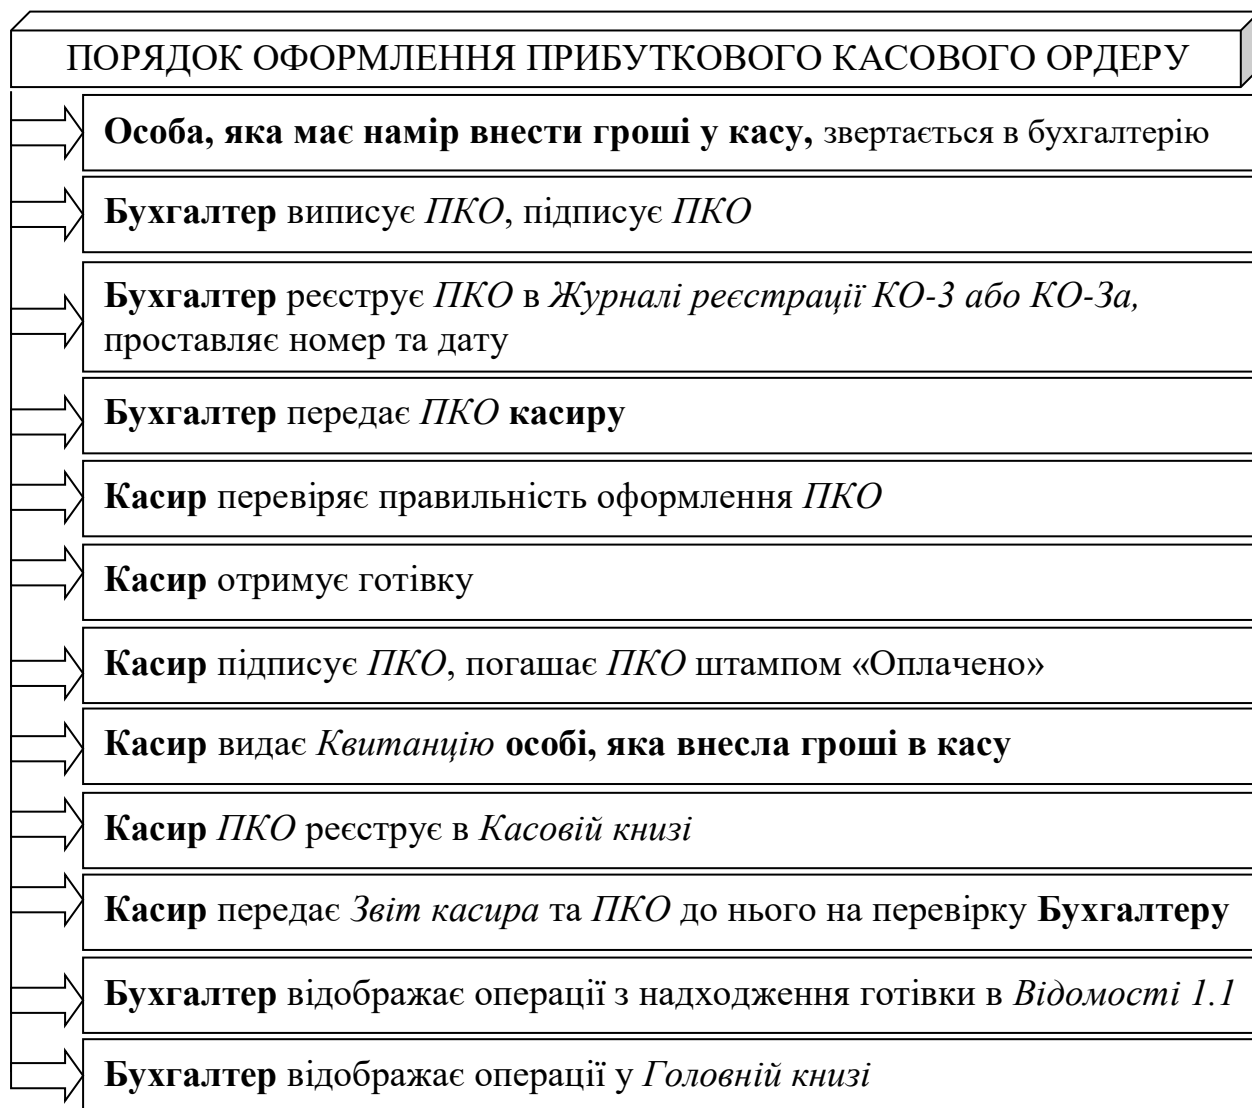 ПОРЯДОК ОФОРМЛЕННЯ ПРИБУТКОВОГО КАСОВОГО ОРДЕРУ
Особа, яка має намір внести гроші у касу, звертається в бухгалтерію
Бухгалтер виписує ПКО, підписує ПКО
Бухгалтер реєструє ПКО в Журналі реєстрації КО-3 або КО-За,
проставляє номер та дату
Бухгалтер передає ПКО касиру
Касир перевіряє правильність оформлення ПКО
Касир отримує готівку
Касир підписує ПКО, погашає ПКО штампом «Оплачено»
Касир видає Квитанцію особі, яка внесла гроші в касу
Касир ПКО реєструє в Касовій книзі
Касир передає Звіт касира та ПКО до нього на перевірку Бухгалтеру
Бухгалтер відображає операції з надходження готівки в Відомості 1.1
Бухгалтер відображає операції у Головній книзі